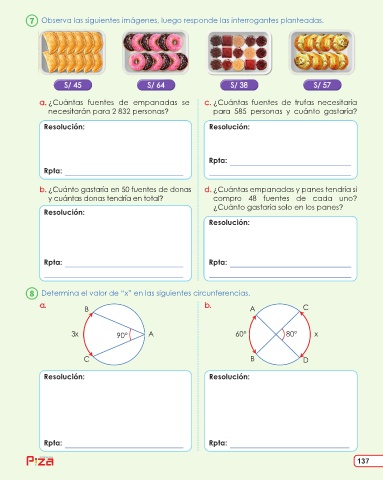 7 Observa las siguientes imágenes, luego responde las interrogantes planteadas.
S/ 45 S/ 64 S/ 38 S/ 57
a. ¿Cuántas fuentes de empanadas se
necesitarán para 2 832 personas?
Resolución:
Rpta:
c. ¿Cuántas fuentes de trufas necesitaría
para 585 personas y cuánto gastaría?
Resolución:
Rpta:
b. ¿Cuánto gastaría en 50 fuentes de donas
y cuántas donas tendría en total?
Resolución:
Rpta:
d. ¿Cuántas empanadas y panes tendría si
compro 48 fuentes de cada uno?
¿Cuánto gastaría solo en los panes?
Resolución:
Rpta:
8 Determina el valor de "x" en las siguientes circunferencias.
a.
B
3x 90° A
C
b.
A C
60° 80° x
B D
Resolución:
Rpta:
Resolución:
Rpta:
P:za
137